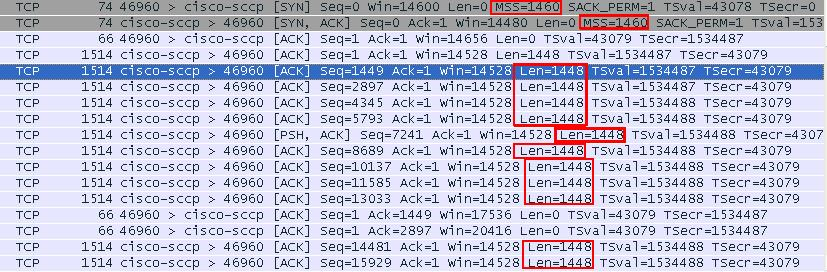 TCP 74 46960 > cisco-sccp [SYN] Seq=0 Win=14600 Len=0 MSS=1460 SACK_PERM=1 TSval=43078 TSecr=0
TCP 74 cisco-sccp > 46960 [SYN, ACK] Seq=0 Ack=1 Win=14480 Len=0 MSS=1460 SACK_PERM=1 TSval=153
TCP 66 46960 > cisco-sccp [ACK] Seq=1 Ack=1 Win=14656 Len=0 TSval=43079 TSecr=1534487
TCP 1514 cisco-sccp > 46960 [ACK] Seq=1 Ack=1 Win=14528 Len=1448 TSval=1534487 TSecr=43079
TCP 1514 cisco-sccp > 46960 [ACK] Seq=1449 Ack=1 Win=14528 Len=1448 TSval=1534487 TSecr=43079
TCP 1514 cisco-sccp > 46960 [ACK] Seq=2897 Ack=1 Win=14528 Len=1448 TSval=1534487 TSecr=43079
TCP 1514 cisco-sccp > 46960 [ACK] Seq=4345 Ack=1 Win=14528 Len=1448 TSval=1534488 TSecr=43079
TCP 1514 cisco-sccp > 46960 [ACK] Seq=5793 Ack=1 Win=14528 Len=1448 TSval=1534488 TSecr=43079
TCP 1514 cisco-sccp > 46960 [PSH, ACK] Seq=7241 Ack=1 Win=14528 Len=1448 TSval=1534488 TSecr=4307
TCP 1514 cisco-sccp > 46960 [ACK] Seq=8689 Ack=1 Win=14528 Len=1448 TSval=1534488 TSecr=43079
TCP 1514 cisco-sccp > 46960 [ACK] Seq=10137 Ack=1 Win=14528 Len=1448 TSval=1534488 TSecr=43079
TCP 1514 cisco-sccp > 46960 [ACK] Seq=11585 Ack=1 Win=14528 Len=1448 TSval=1534488 TSecr=43079
TCP 1514 cisco-sccp > 46960 [ACK] Seq=13033 Ack=1 Win=14528 Len=1448 TSval=1534488 TSecr=43079
TCP 66 46960 > cisco-sccp [ACK] Seq=1 Ack=1449 Win=17536 Len=0 TSval=43079 TSecr=1534487
TCP 66 46960 > cisco-sccp [ACK] Seq=1 Ack=2897 Win=20416 Len=0 TSval=43079 TSecr=1534487
TCP 1514 cisco-sccp > 46960 [ACK] Seq=14481 Ack=1 Win=14528 Len=1448 TSval=1534488 TSecr=43079
TCP 1514 cisco-sccp > 46960 [ACK] Seq=15929 Ack=1 Win=14528 Len=1448 TSval=1534488 TSecr=43079